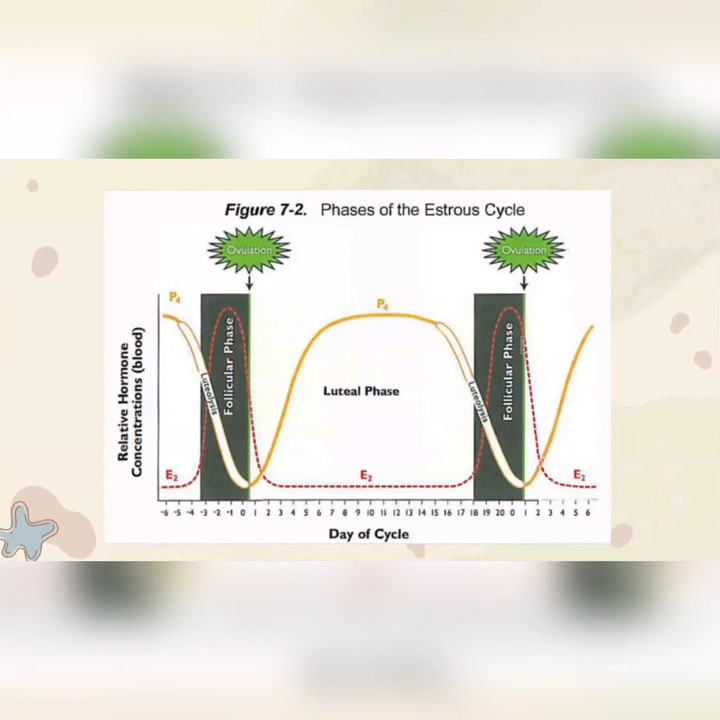 Figure 7-2. Phases of the Estrous Cycle
Ovulation
Ovulation
P4
P4
Relative Hormone
Concentrations (blood)
Follicular Phase
Follicular Phase
Luteolysis
Luteolysis
Luteal Phase
E2
E2
E2
-6 -5 -4 -3 -2 -1 0 1 2 3 4 5 6 7 8 9 10 11 12 13 14 15 16 17 18 19 20 0 1 2 3 4 5 6
Day of Cycle